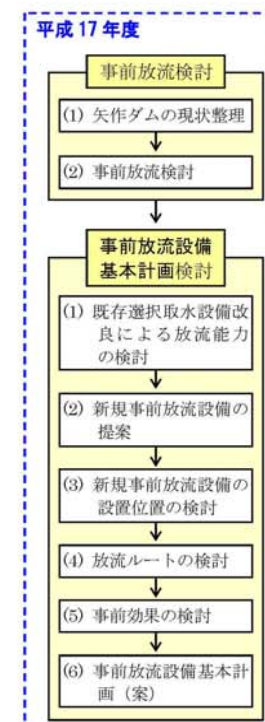 平成 17 年度
事前放流検討
(1) 矢作ダムの現状整理
(2) 事前放流検討
事前放流設備
基本計画検討
(1) 既存選択取水設備改
良による放流能力
の検討
(2) 新規事前放流設備の
提案
(3) 新規事前放流設備の
設置位置の検討
(4) 放流ルートの検討
(5) 事前効果の検討
(6) 事前放流設備基本計
画（案）